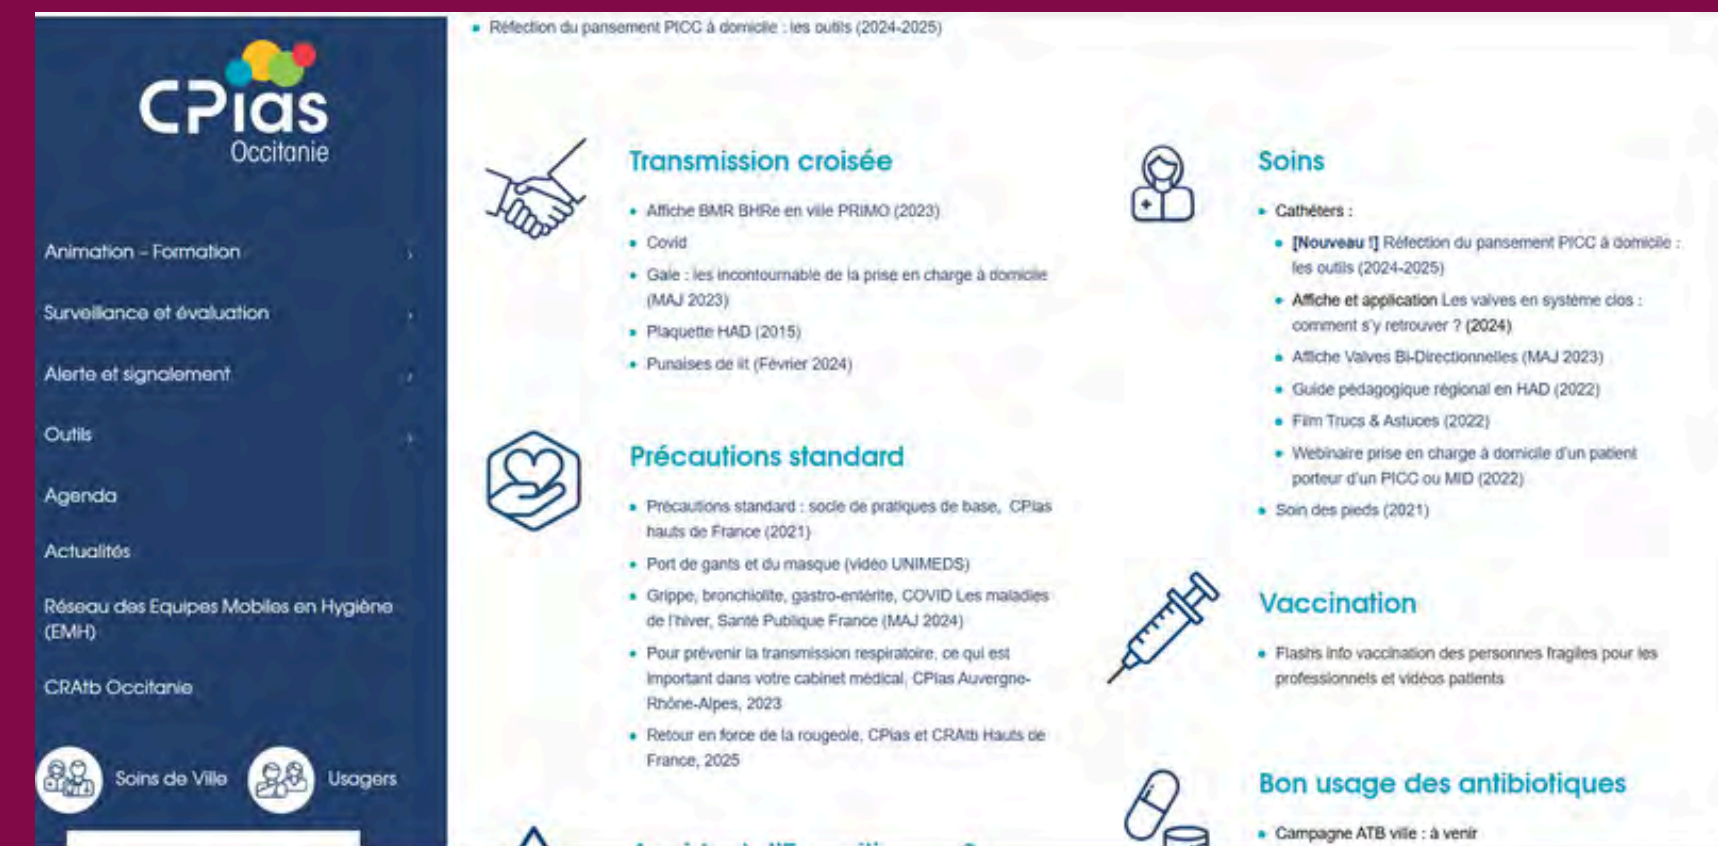 CPias
Occitanie
Animation – Formation
Surveillance et évaluation
Alerte et signalement
Outils
Agenda
Actualités
Réseau des Equipes Mobiles en Hygiène
(EMH)
CRAtb Occitanie
Soins de Ville
Usagers
Réfection du pansement PICC à domicile : les outils (2024-2025)
Transmission croisée
Affiche BMR BHRe en ville PRIMO (2023)
Covid
Gale : les incontournable de la prise en charge à domicile
(MAJ 2023)
Plaquette HAD (2015)
Punaises de lit (Février 2024)
Précautions standard
Précautions standard : socle de pratiques de base, CPias
hauts de France (2021)
Port de gants et du masque (vidéo UNIMEDS)
Grippe, bronchiolite, gastro-entérite, COVID Les maladies
de l'hiver, Santé Publique France (MAJ 2024)
Pour prévenir la transmission respiratoire, ce qui est
important dans votre cabinet médical, CPias Auvergne-
Rhône-Alpes, 2023
Retour en force de la rougeole, CPias et CRAtb Hauts de
France, 2025
Soins
Cathéters :
[Nouveau !] Réfection du pansement PICC à domicile :
les outils (2024-2025)
Affiche et application Les valves en système clos :
comment s'y retrouver ? (2024)
Affiche Valves Bi-Directionnelles (MAJ 2023)
Guide pédagogique régional en HAD (2022)
Film Trucs & Astuces (2022)
Webinaire prise en charge à domicile d'un patient
porteur d'un PICC ou MID (2022)
Soin des pieds (2021)
Vaccination
Flashs info vaccination des personnes fragiles pour les
professionnels et vidéos patients
Bon usage des antibiotiques
Campagne ATB ville : à venir